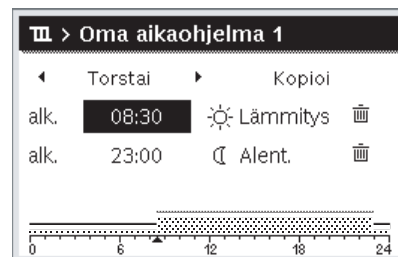 > Oma aikaohjelma 1
Torstai Kopioi
alk. 08:30 Lämmitys
alk. 23:00 Alent.
0 6 12 18 24